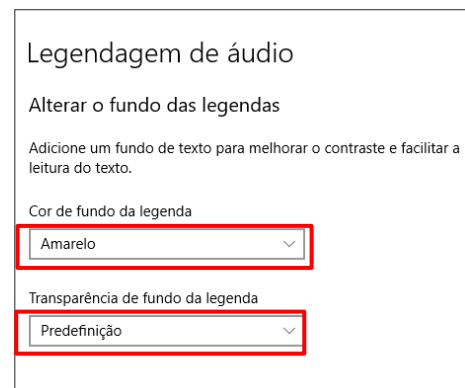 Legendagem de áudio
Alterar o fundo das legendas
Adicione um fundo de texto para melhorar o contraste e facilitar a
leitura do texto.
Cor de fundo da legenda
Amarelo
Transparência de fundo da legenda
Predefinição